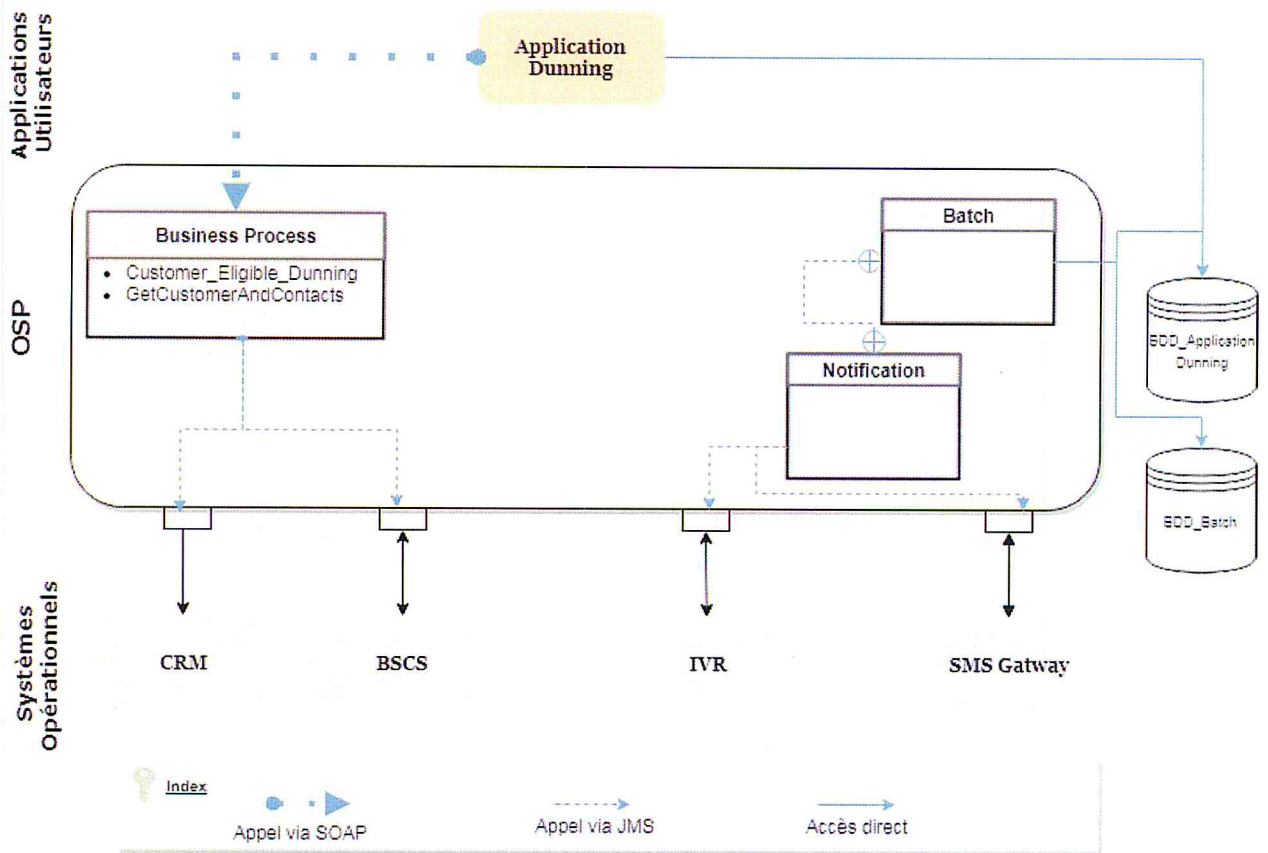 Applications
Utilisateurs
Application
Dunning
OSP
Business Process
• Customer_Eligible_Dunning
• GetCustomerAndContacts
Batch
Notification
BDD_Application
Dunning
BDD_Batch
Systèmes
Opérationnels
CRM
BSCS
IVR
SMS Gatway
Index
Appel via SOAP
Appel via JMS
Accès direct